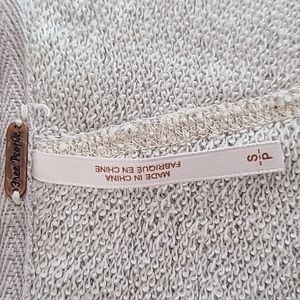 Free People
MADE IN CHINA
FABRIQUÉ EN CHINE
S-P